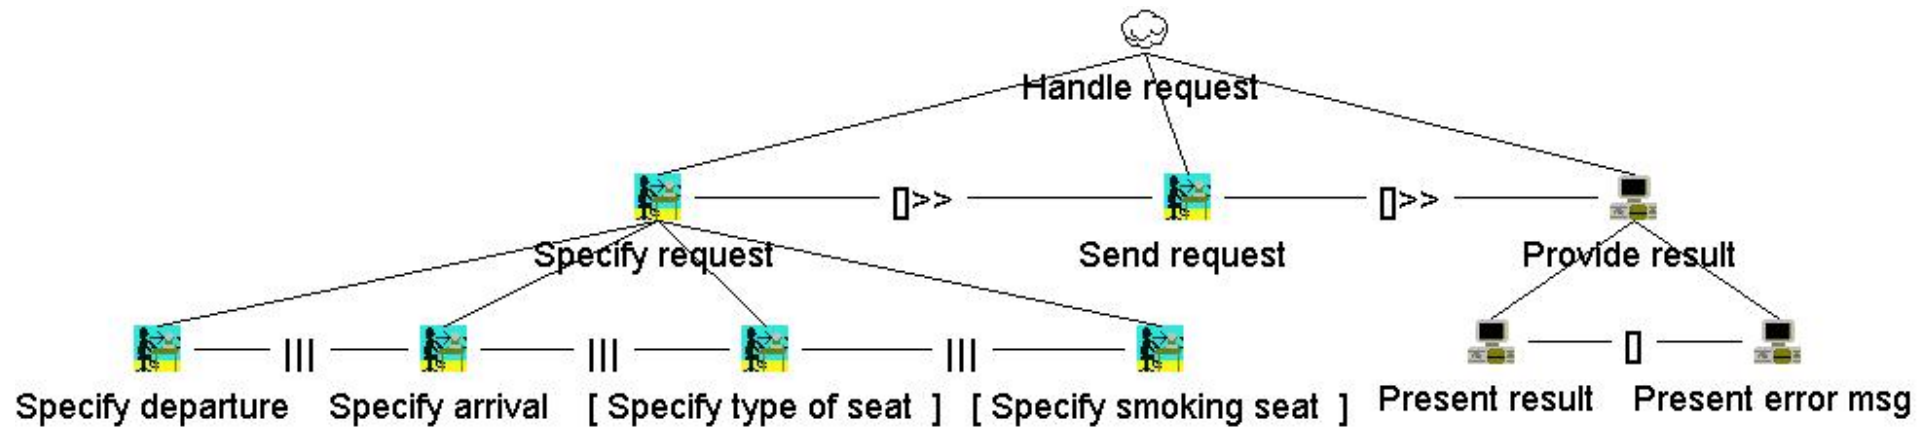 Handle request
[]>> []>>
Specify request Send request Provide result
||| ||| ||| []
Specify departure Specify arrival [ Specify type of seat ] [ Specify smoking seat ] Present result Present error msg